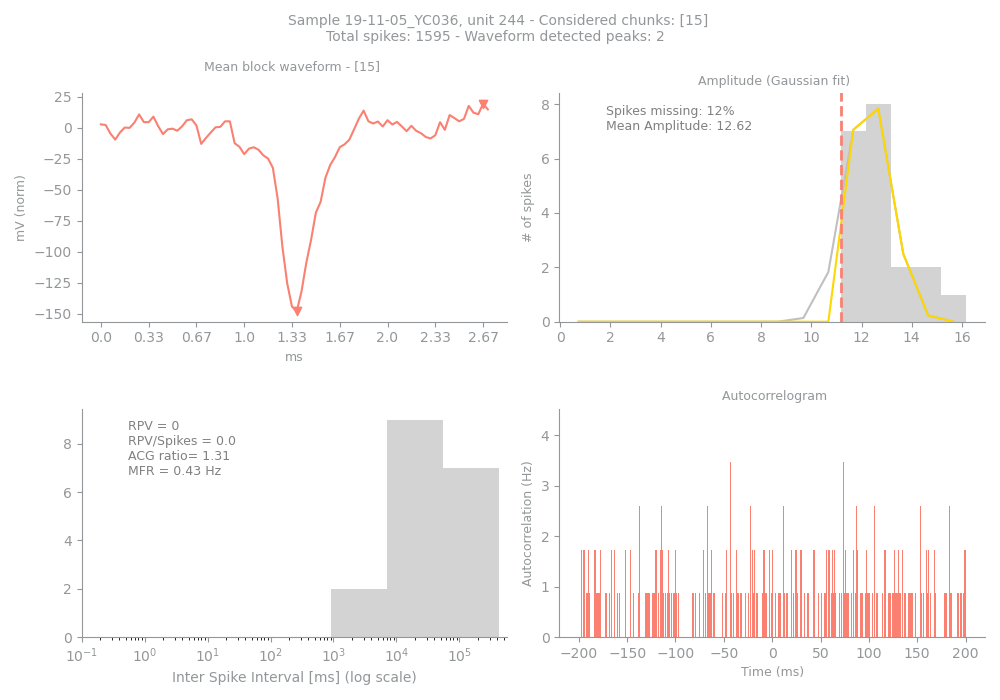 Sample 19-11-05_YC036, unit 244 - Considered chunks: [15]
Total spikes: 1595 - Waveform detected peaks: 2
Mean block waveform - [15]
25
0
−25
−50
−75
−100
−125
−150
mV (norm)
0.0 0.33 0.67 1.0 1.33 1.67 2.0 2.33 2.67
ms
Amplitude (Gaussian fit)
Spikes missing: 12%
Mean Amplitude: 12.62
8
6
4
2
0
# of spikes
0 2 4 6 8 10 12 14 16
RPV = 0
RPV/Spikes = 0.0
ACG ratio= 1.31
MFR = 0.43 Hz
8
6
4
2
0
10⁻¹ 10⁰ 10¹ 10² 10³ 10⁴ 10⁵
Inter Spike Interval [ms] (log scale)
Autocorrelogram
4
3
2
1
0
Autocorrelation (Hz)
−200 −150 −100 −50 0 50 100 150 200
Time (ms)